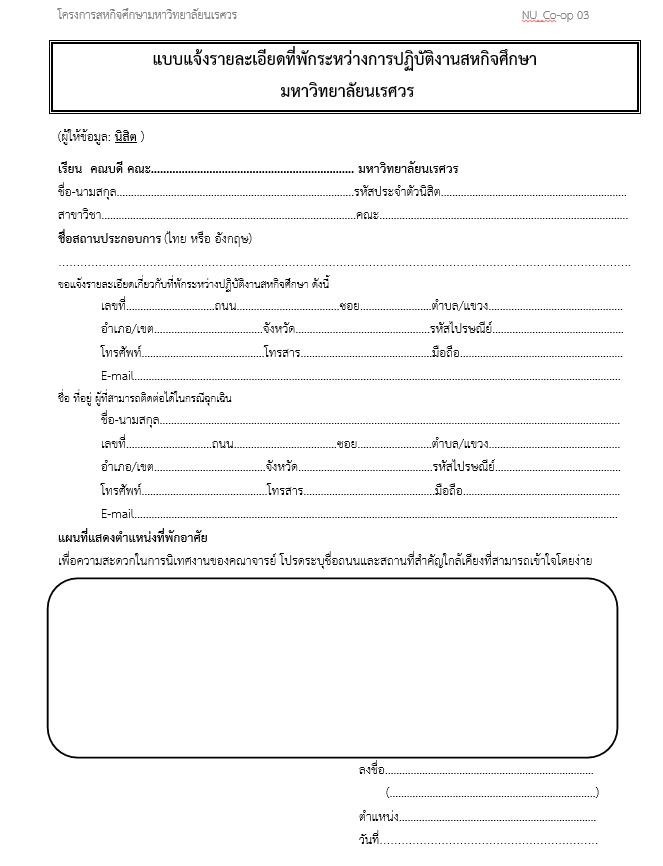 โครงการสหกิจศึกษามหาวิทยาลัยนเรศวร NU_Co-op 03
แบบแจ้งรายละเอียดที่พักระหว่างการปฏิบัติงานสหกิจศึกษา
มหาวิทยาลัยนเรศวร
(ผู้ให้ข้อมูล: นิสิต )
เรียน คณบดี คณะ.................................................................. มหาวิทยาลัยนเรศวร
ชื่อ-นามสกุล..............................................................................รหัสประจำตัวนิสิต..............................................................
สาขาวิชา....................................................................................คณะ...................................................................................
ชื่อสถานประกอบการ (ไทย หรือ อังกฤษ)
................................................................................................................................................................
ขอแจ้งรายละเอียดเกี่ยวกับที่พักระหว่างปฏิบัติงานสหกิจศึกษา ดังนี้
เลขที่.............................ถนน..................................ซอย........................ตำบล/แขวง.............................................
อำเภอ/เขต....................................จังหวัด............................................รหัสไปรษณีย์...........................................
โทรศัพท์.........................................โทรสาร...........................................มือถือ......................................................
E-mail................................................................................................................................................................
ชื่อ ที่อยู่ ผู้ที่สามารถติดต่อได้ในกรณีฉุกเฉิน
ชื่อ-นามสกุล.......................................................................................................................................................
เลขที่............................ถนน..................................ซอย........................ตำบล/แขวง............................................
อำเภอ/เขต.....................................จังหวัด............................................รหัสไปรษณีย์.........................................
โทรศัพท์..........................................โทรสาร...........................................มือถือ....................................................
E-mail...............................................................................................................................................................
แผนที่แสดงตำแหน่งที่พักอาศัย
เพื่อความสะดวกในการนิเทศงานของคณาจารย์ โปรดระบุชื่อถนนและสถานที่สำคัญใกล้เคียงที่สามารถเข้าใจโดยง่าย
ลงชื่อ.....................................................................
(....................................................................)
ตำแหน่ง.................................................................
วันที่......................................................................